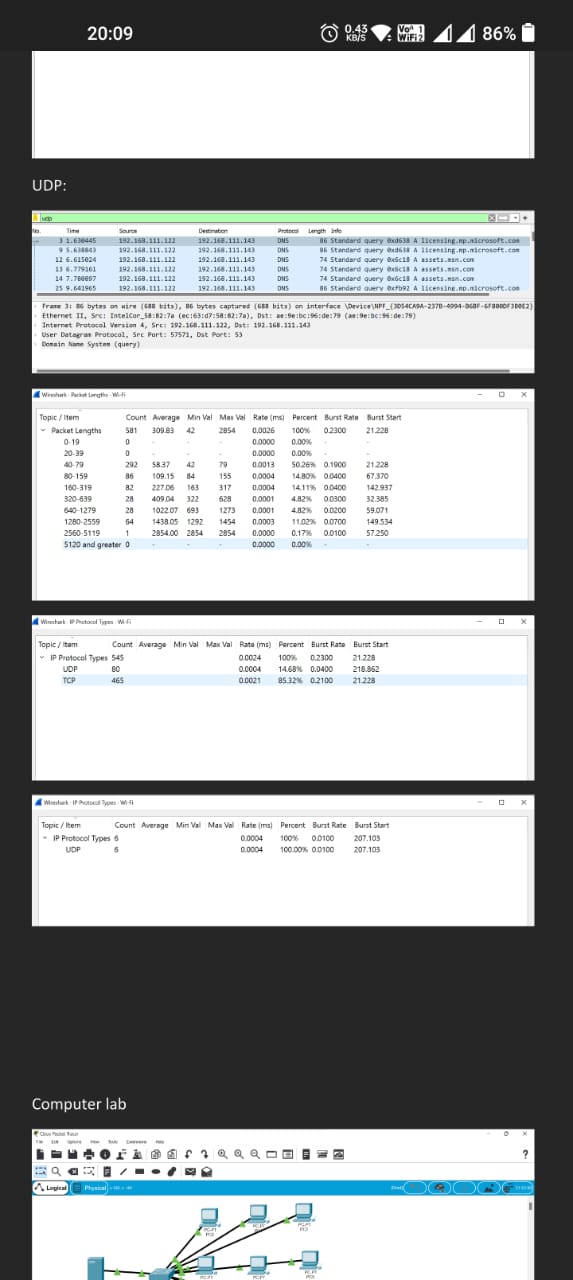 20:09
0.43 KB/S
Vo 1 WiFi2
86%
UDP:
udp
No. Time Source Destination Protocol Length Info
3 1.630445 192.168.111.122 192.168.111.143 DNS 86 Standard query 0xd638 A licensing.mp.microsoft.com
9 5.638843 192.168.111.122 192.168.111.143 DNS 86 Standard query 0xd638 A licensing.mp.microsoft.com
12 6.615024 192.168.111.122 192.168.111.143 DNS 74 Standard query 0x6c18 A assets.msn.com
13 6.779161 192.168.111.122 192.168.111.143 DNS 74 Standard query 0x6c18 A assets.msn.com
14 7.780897 192.168.111.122 192.168.111.143 DNS 74 Standard query 0x6c18 A assets.msn.com
25 9.641965 192.168.111.122 192.168.111.143 DNS 86 Standard query 0xfb92 A licensing.mp.microsoft.com
Frame 3: 86 bytes on wire (688 bits), 86 bytes captured (688 bits) on interface
Ethernet II, Src: IntelCor_58:82:7a (ec:63:d7:58:82:7a), Dst: ae:9e:bc:96:de:79 (ae:9e:bc:96:de:79)
Internet Protocol Version 4, Src: 192.168.111.122, Dst: 192.168.111.143
User Datagram Protocol, Src Port: 57571, Dst Port: 53
Domain Name System (query)
Wireshark · Packet Lengths · Wi-Fi
Topic / Item Count Average Min Val Max Val Rate (ms) Percent Burst Rate Burst Start
Packet Lengths 581 309.83 42 2854 0.0026 100% 0.2300 21.228
0-19 0 - - - 0.0000 0.00% - -
20-39 0 - - - 0.0000 0.00% - -
40-79 292 58.37 42 79 0.0013 50.26% 0.1900 21.228
80-159 86 109.15 84 155 0.0004 14.80% 0.0400 67.370
160-319 82 227.06 163 317 0.0004 14.11% 0.0400 142.937
320-639 28 409.04 322 628 0.0001 4.82% 0.0300 32.385
640-1279 28 1022.07 693 1273 0.0001 4.82% 0.0200 59.071
1280-2559 64 1438.05 1292 1454 0.0003 11.02% 0.0700 149.534
2560-5119 1 2854.00 2854 2854 0.0000 0.17% 0.0100 57.250
5120 and greater 0 - - - 0.0000 0.00% - -
Wireshark · IP Protocol Types · Wi-Fi
Topic / Item Count Average Min Val Max Val Rate (ms) Percent Burst Rate Burst Start
IP Protocol Types 545 0.0024 100% 0.2300 21.228
UDP 80 0.0004 14.68% 0.0400 218.862
TCP 465 0.0021 85.32% 0.2100 21.228
Wireshark · IP Protocol Types · Wi-Fi
Topic / Item Count Average Min Val Max Val Rate (ms) Percent Burst Rate Burst Start
IP Protocol Types 6 0.0004 100% 0.0100 207.103
UDP 6 0.0004 100.00% 0.0100 207.103
Computer lab
Cisco Packet Tracer
File Edit Options View Tools Extensions Help
Logical Physical
PC-PT
PC-PT
PC-PT
PC-PT
PC-PT
PC-PT